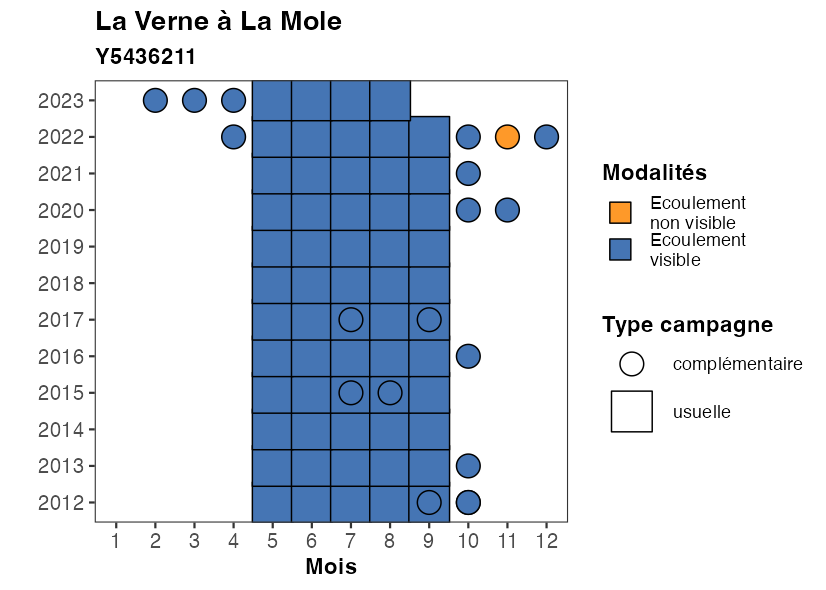 La Verne à La Mole
Y5436211
2023
2022
2021
2020
2019
2018
2017
2016
2015
2014
2013
2012
1 2 3 4 5 6 7 8 9 10 11 12
Mois
Modalités
Ecoulement
non visible
Ecoulement
visible
Type campagne
complémentaire
usuelle